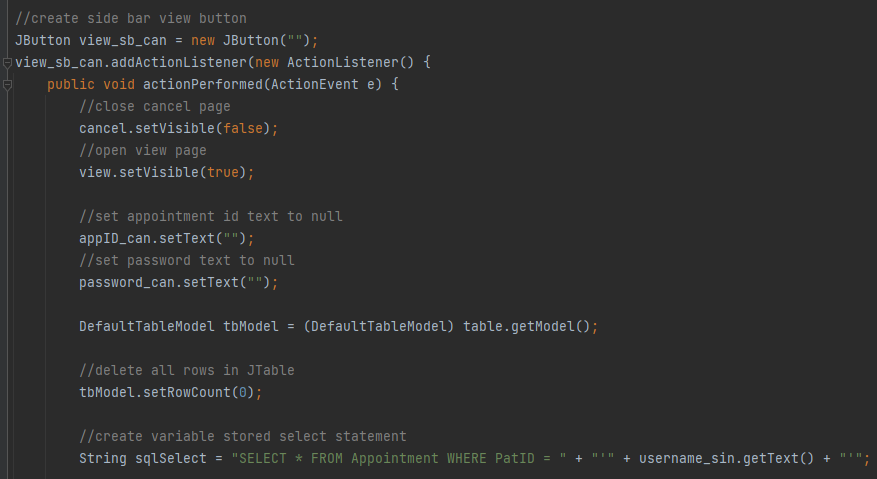 //create side bar view button
JButton view_sb_can = new JButton("");
view_sb_can.addActionListener(new ActionListener() {
public void actionPerformed(ActionEvent e) {
//close cancel page
cancel.setVisible(false);
//open view page
view.setVisible(true);
//set appointment id text to null
appID_can.setText("");
//set password text to null
password_can.setText("");
DefaultTableModel tbModel = (DefaultTableModel) table.getModel();
//delete all rows in JTable
tbModel.setRowCount(0);
//create variable stored select statement
String sqlSelect = "SELECT * FROM Appointment WHERE PatID = " + "'" + username_sin.getText() + "'";